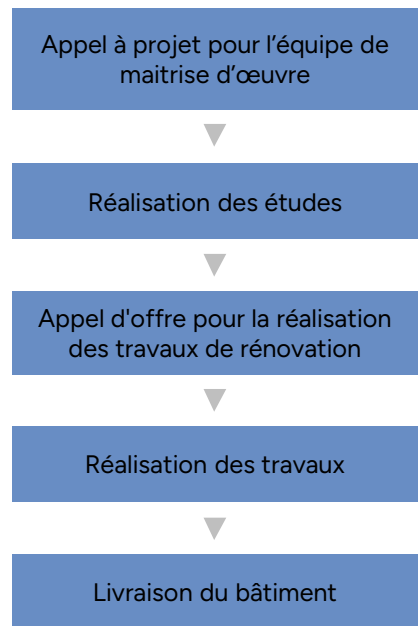 Appel à projet pour l’équipe de
maitrise d’œuvre
Réalisation des études
Appel d'offre pour la réalisation
des travaux de rénovation
Réalisation des travaux
Livraison du bâtiment